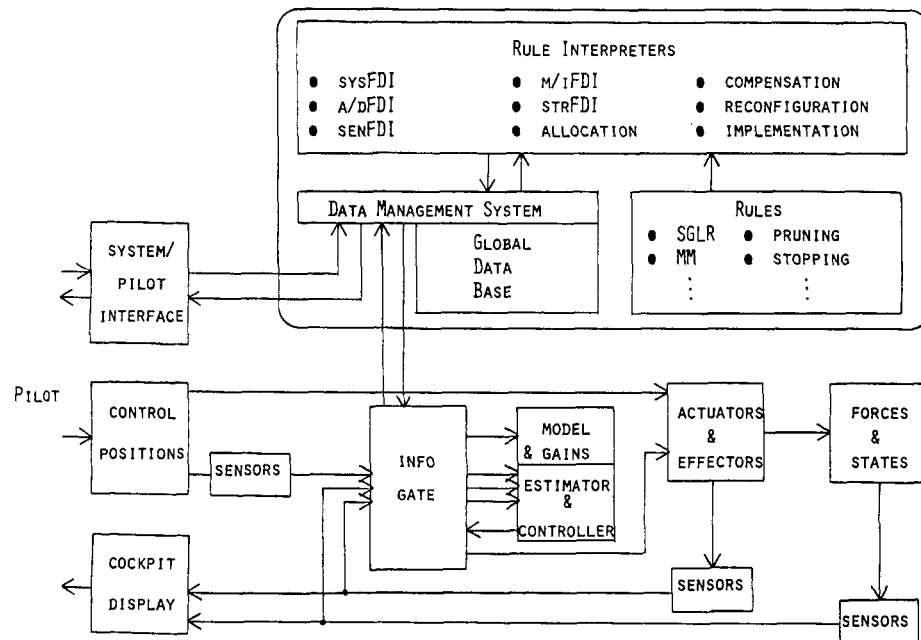 RULE INTERPRETERS
• SYSFDI
• A/DFDI
• SENFDI
• M/IFDI
• STRFDI
• ALLOCATION
• COMPENSATION
• RECONFIGURATION
• IMPLEMENTATION
DATA MANAGEMENT SYSTEM
GLOBAL
DATA
BASE
RULES
• SGLR
• MM
⋮
• PRUNING
• STOPPING
⋮
SYSTEM/
PILOT
INTERFACE
PILOT
CONTROL
POSITIONS
SENSORS
INFO
GATE
MODEL
& GAINS
ESTIMATOR
&
CONTROLLER
ACTUATORS
&
EFFECTORS
FORCES
&
STATES
COCKPIT
DISPLAY
SENSORS
SENSORS